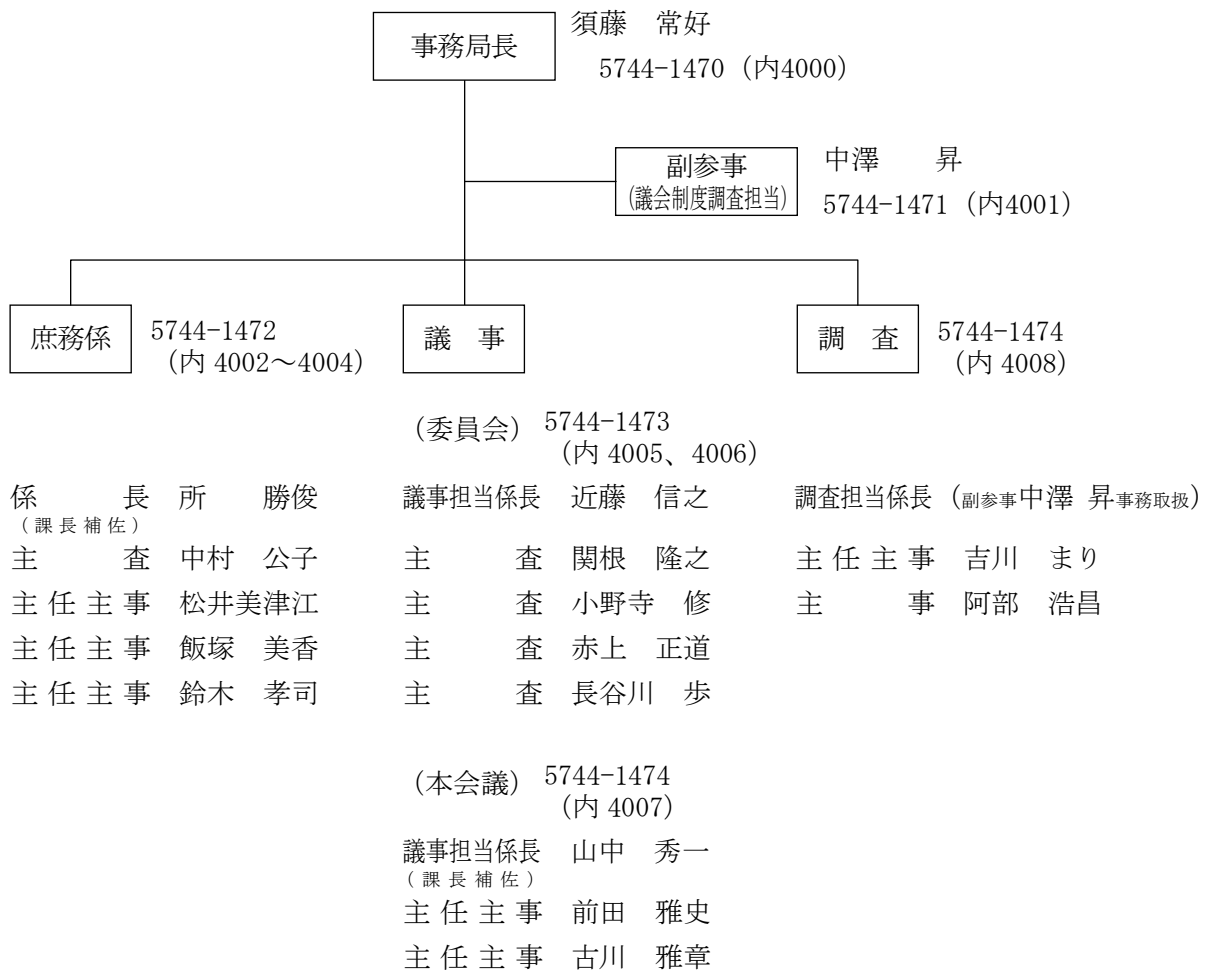 事務局長
須藤　常好
5744-1470（内4000）
副参事
（議会制度調査担当）
中澤　　昇
5744-1471（内4001）
庶務係
5744-1472
（内 4002～4004）
議　事
調　査
5744-1474
（内 4008）
（委員会）
5744-1473
（内 4005、4006）
係　　　長　所　　勝俊
（課長補佐）
主　　　査　中村　公子
主任主事　松井美津江
主任主事　飯塚　美香
主任主事　鈴木　孝司
議事担当係長　近藤　信之
主　　　査　関根　隆之
主　　　査　小野寺　修
主　　　査　赤上　正道
主　　　査　長谷川　歩
調査担当係長（副参事中澤 昇事務取扱）
主任主事　吉川　まり
主　　　事　阿部　浩昌
（本会議）
5744-1474
（内 4007）
議事担当係長　山中　秀一
（課長補佐）
主任主事　前田　雅史
主任主事　古川　雅章